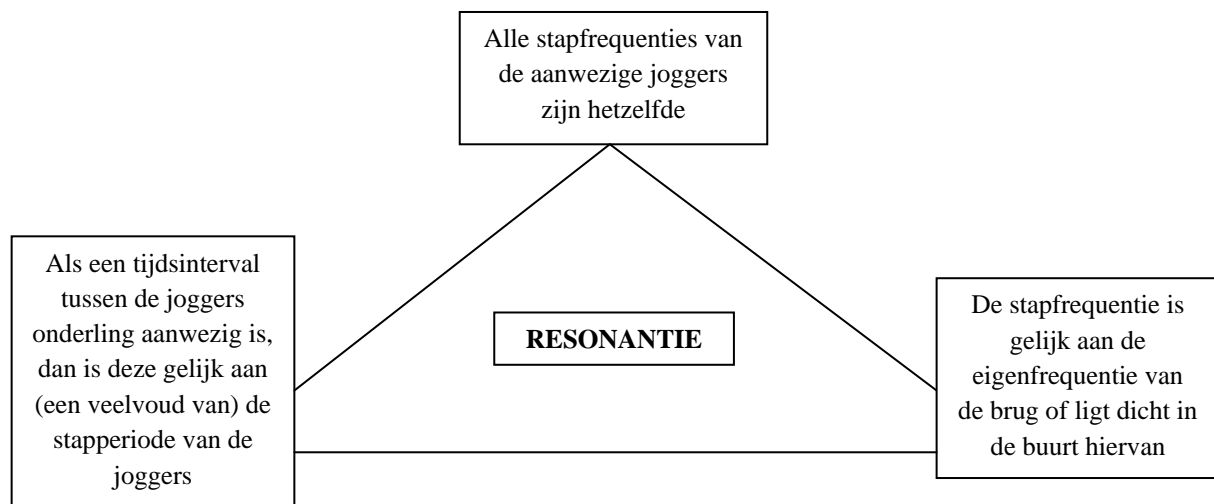 Alle stapfrequenties van
de aanwezige joggers
zijn hetzelfde
Als een tijdsinterval
tussen de joggers
onderling aanwezig is,
dan is deze gelijk aan
(een veelvoud van) de
stapperiode van de
joggers
RESONANTIE
De stapfrequentie is
gelijk aan de
eigenfrequentie van
de brug of ligt dicht in
de buurt hiervan